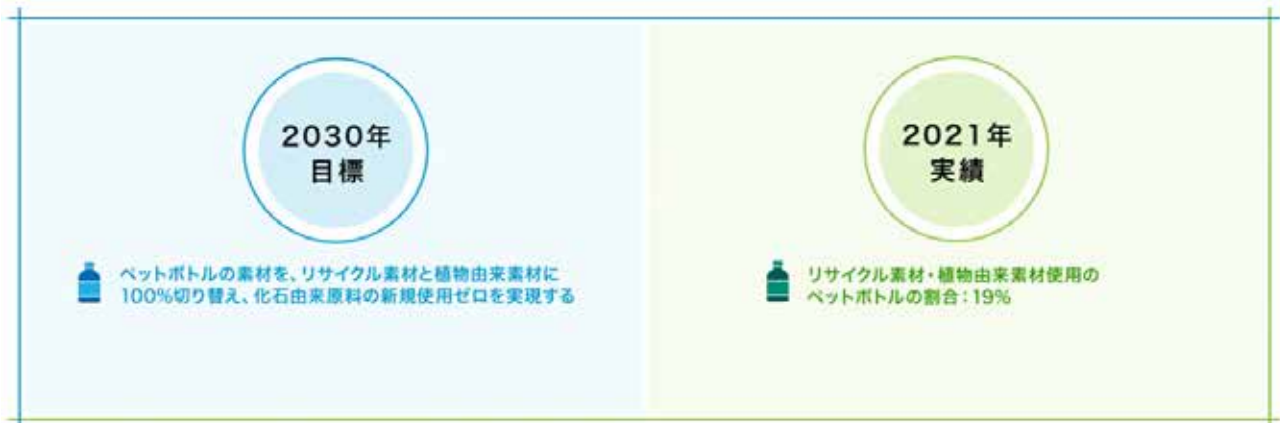 2030年
目標
ペットボトルの素材を、リサイクル素材と植物由来素材に
100%切り替え、化石由来原料の新規使用ゼロを実現する
2021年
実績
リサイクル素材・植物由来素材使用の
ペットボトルの割合：19%